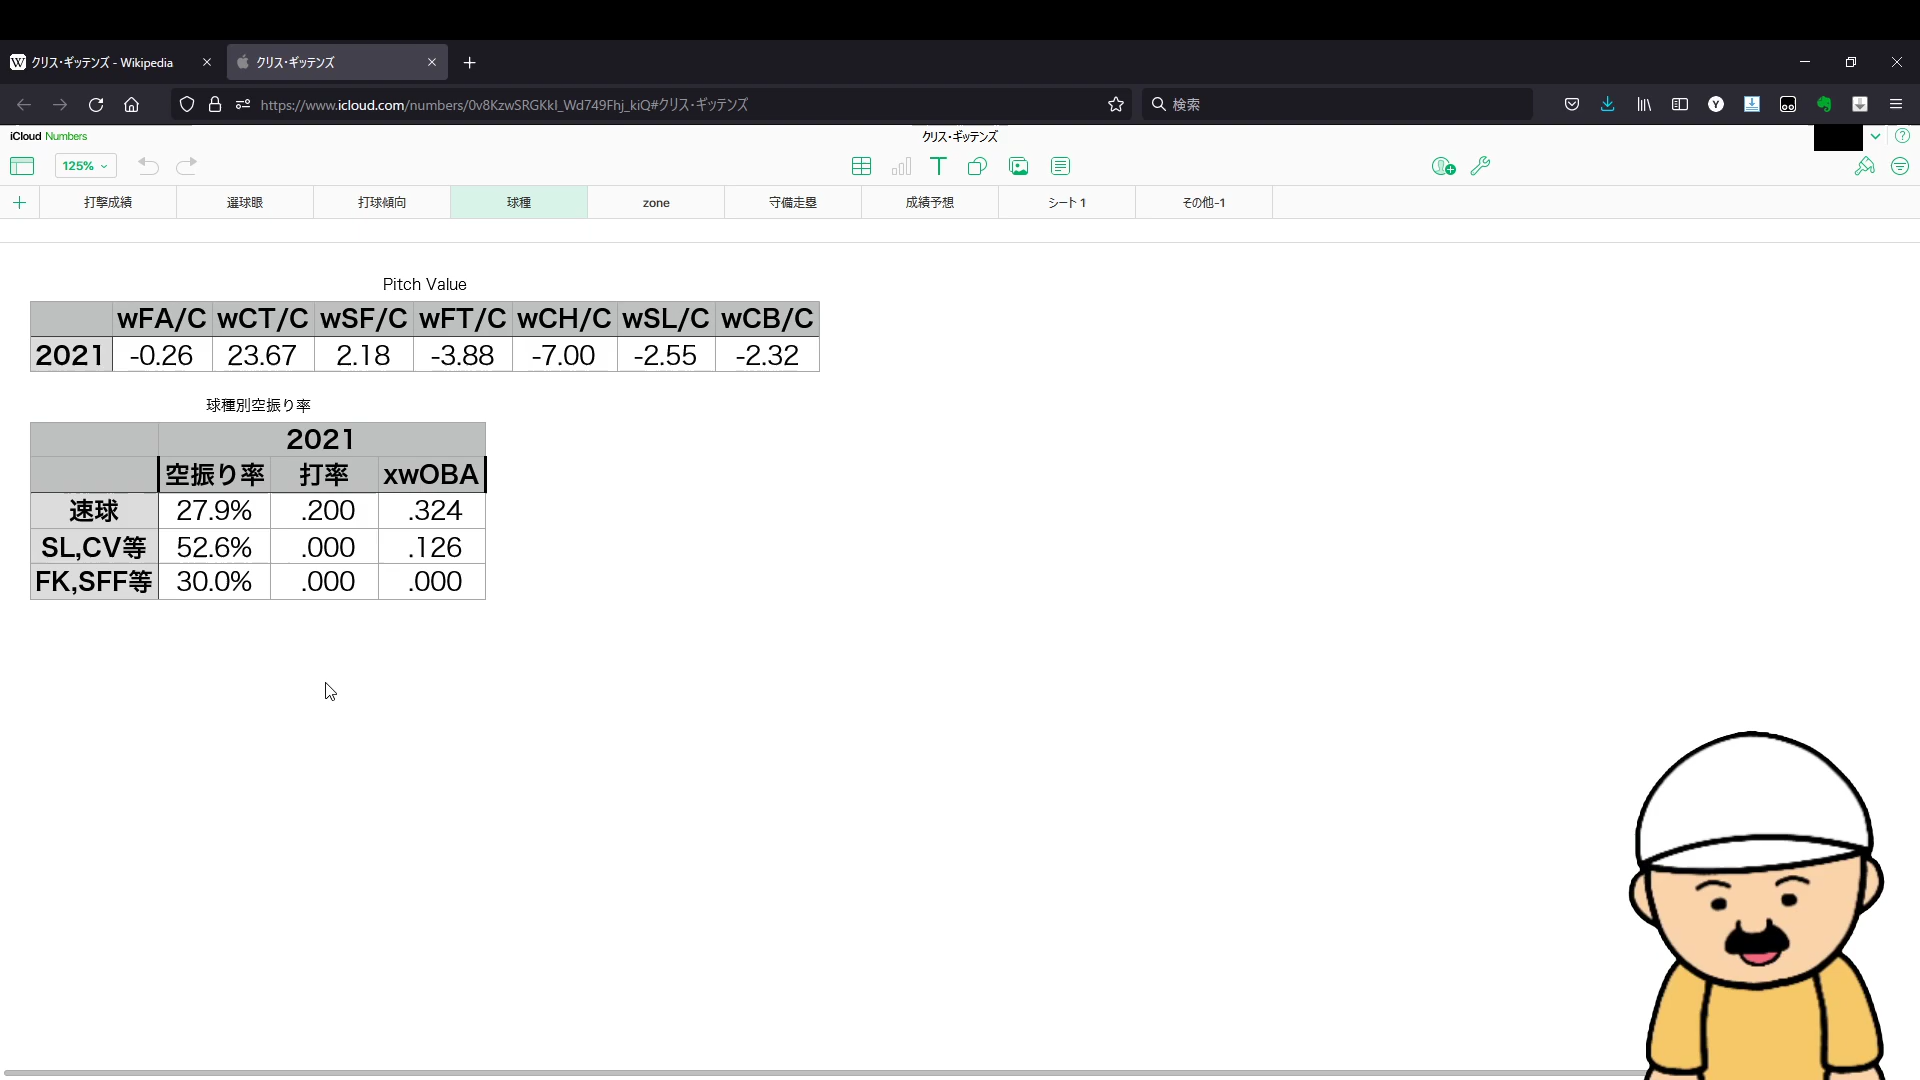 クリス・ギッテンズ - Wikipedia
クリス・ギッテンズ
https://www.icloud.com/numbers/0v8KzwSRGKkI_Wd749Fhj_kiQ#クリス・ギッテンズ
検索
iCloud Numbers
クリス・ギッテンズ
125%
打撃成績
選球眼
打球傾向
球種
zone
守備走塁
成績予想
シート 1
その他-1
Pitch Value
wFA/C wCT/C wSF/C wFT/C wCH/C wSL/C wCB/C
2021 -0.26 23.67 2.18 -3.88 -7.00 -2.55 -2.32
球種別空振り率
2021
空振り率 打率 xwOBA
速球 27.9% .200 .324
SL,CV等 52.6% .000 .126
FK,SFF等 30.0% .000 .000